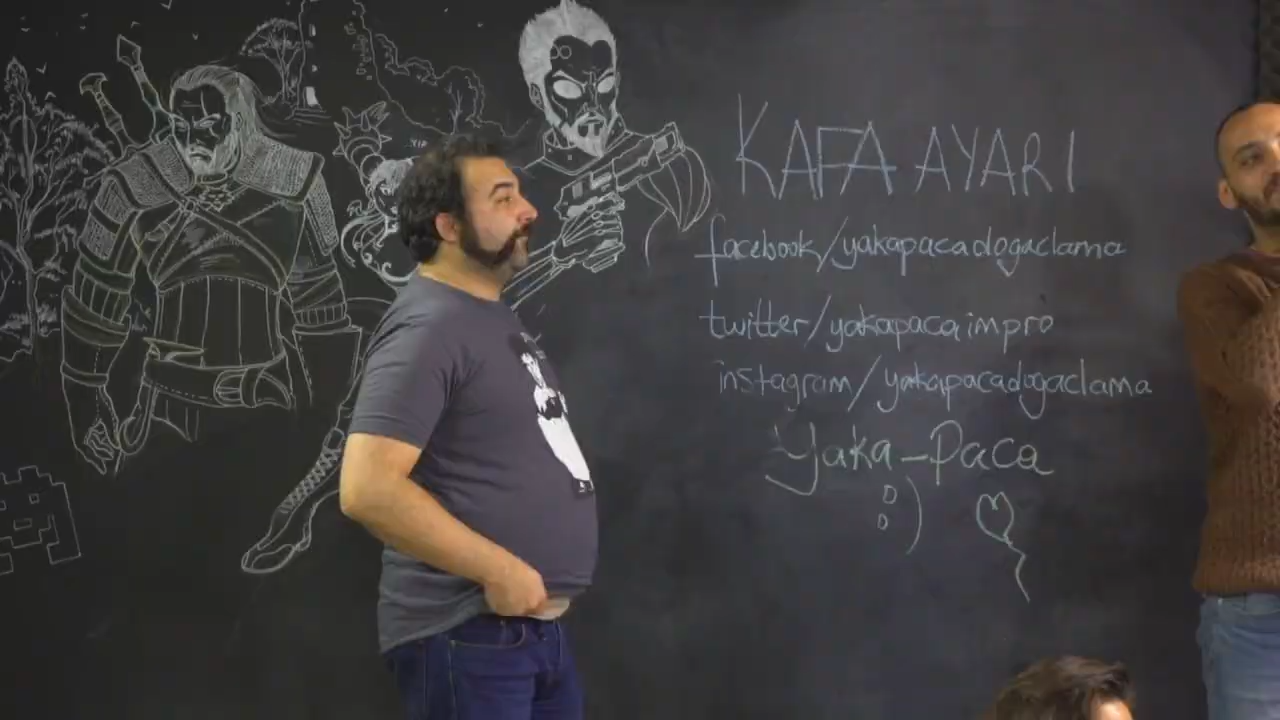 KAFA AYARI
facebook/yakapacadogaclama
twitter/yakapacaimpro
instagram/yakapacadogaclama
Yaka-Paca
:)